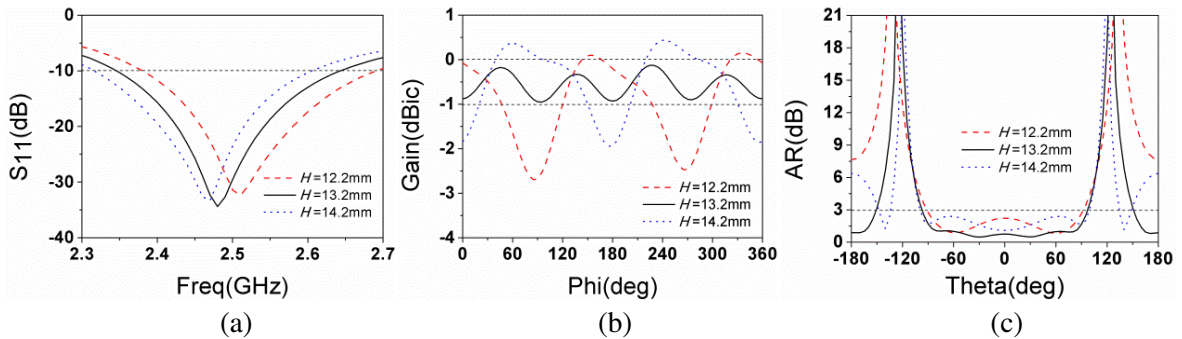 0
-10
-20
-30
-40
2.3
2.4
2.5
2.6
2.7
S11(dB)
Freq(GHz)
H=12.2mm
H=13.2mm
H=14.2mm
(a)
1
0
-1
-2
-3
-4
0
60
120
180
240
300
360
Gain(dBic)
Phi(deg)
H=12.2mm
H=13.2mm
H=14.2mm
(b)
21
18
15
12
9
6
3
0
-180
-120
-60
0
60
120
180
AR(dB)
Theta(deg)
H=12.2mm
H=13.2mm
H=14.2mm
(c)